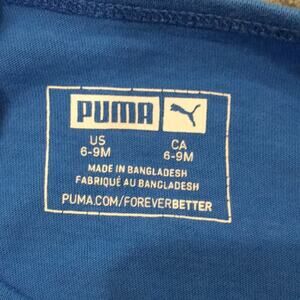 PUMA
US CA
6-9M 6-9M
MADE IN BANGLADESH
FABRIQUÉ AU BANGLADESH
PUMA.COM/FOREVERBETTER